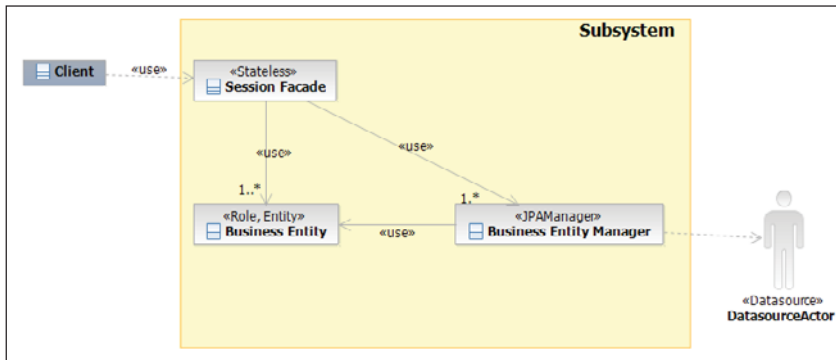 Subsystem
Client
«use»
«Stateless»
Session Facade
«use»
«use»
1..*
1.*
«Role, Entity»
Business Entity
«use»
«JPAManager»
Business Entity Manager
«Datasource»
DatasourceActor